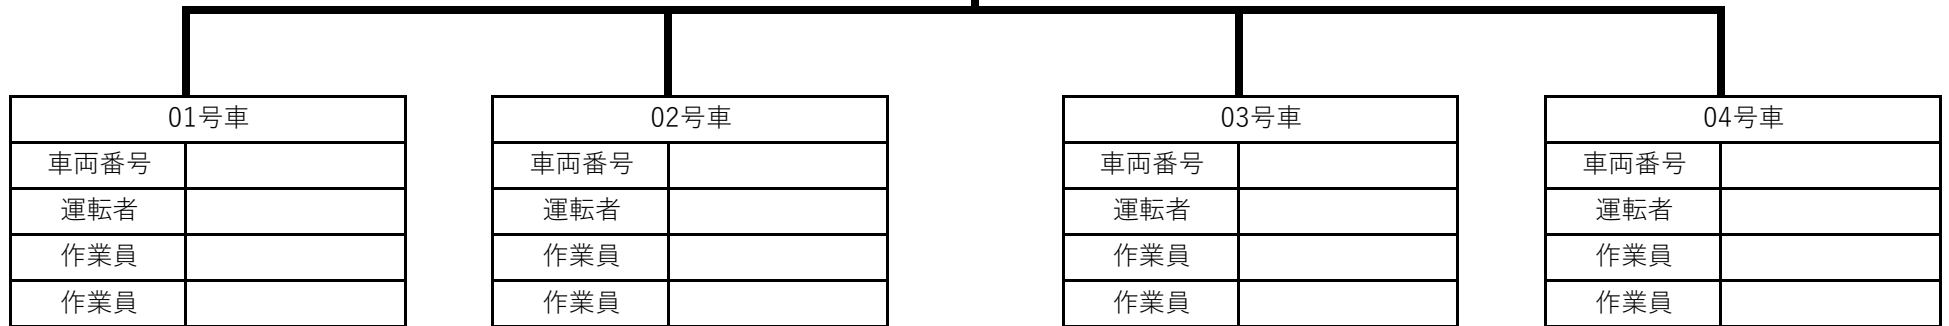 01号車
車両番号
運転者
作業員
作業員
02号車
車両番号
運転者
作業員
作業員
03号車
車両番号
運転者
作業員
作業員
04号車
車両番号
運転者
作業員
作業員